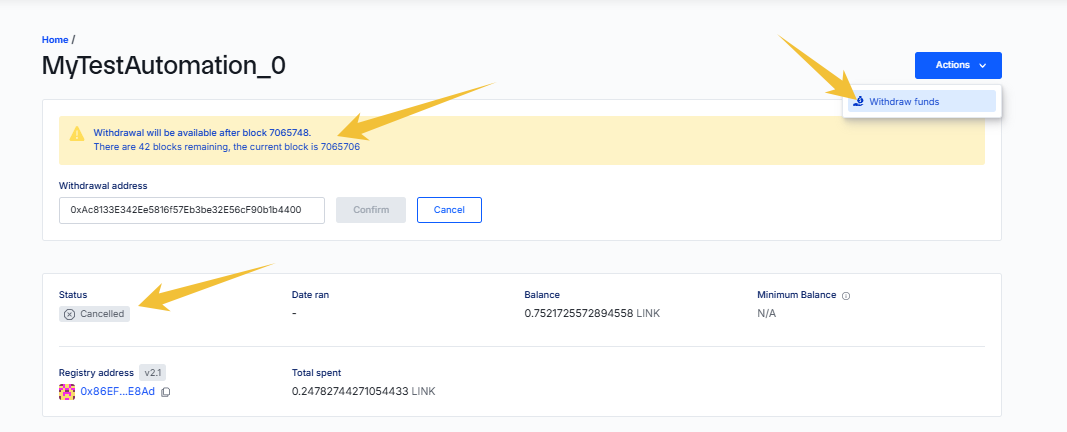 Home /
MyTestAutomation_0
Actions
Withdraw funds
Withdrawal will be available after block 7065748.
There are 42 blocks remaining, the current block is 7065706
Withdrawal address
0xAc8133E342Ee5816f57Eb3be32E56cF90b1b4400 Confirm Cancel
Status Date ran Balance Minimum Balance
Cancelled - 0.7521725572894558 LINK N/A
Registry address v2.1 Total spent
0x86EF...E8Ad 0.24782744271054433 LINK